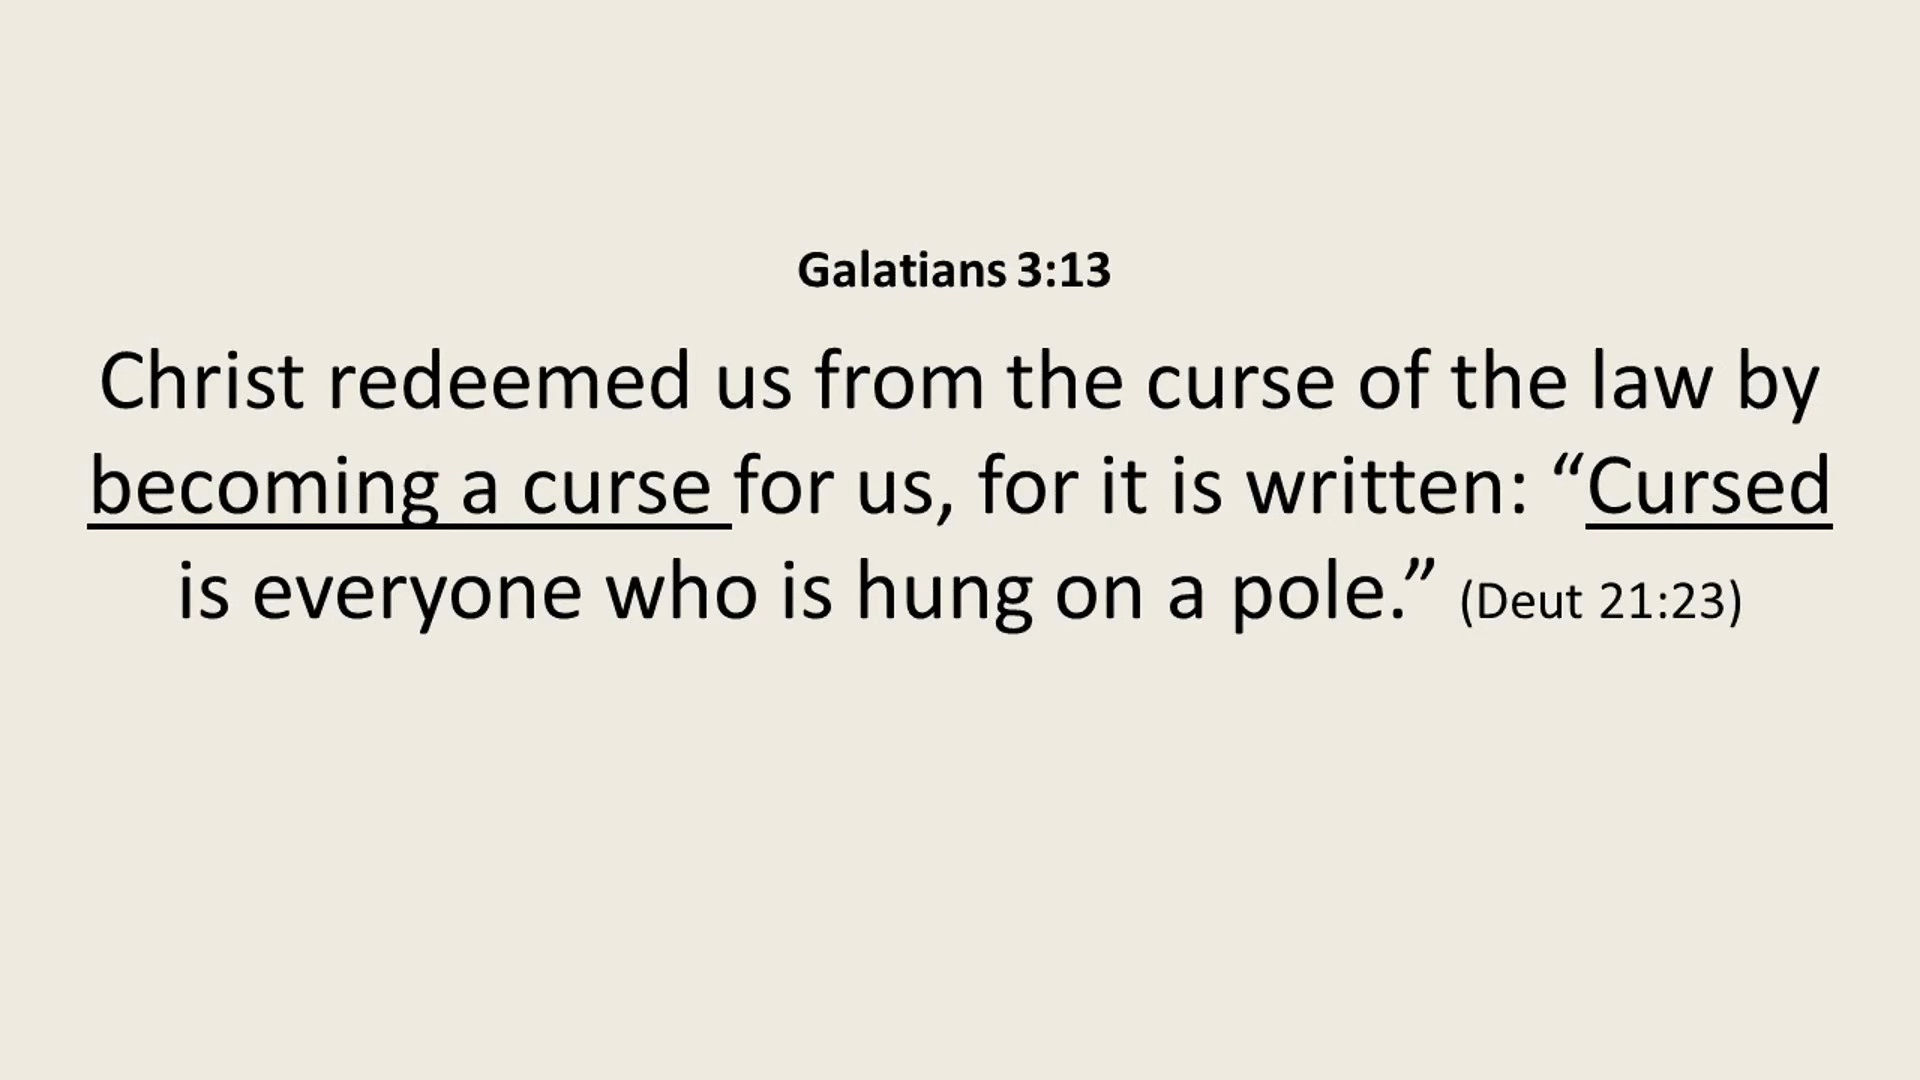 Galatians 3:13
Christ redeemed us from the curse of the law by
becoming a curse for us, for it is written: “Cursed
is everyone who is hung on a pole.” (Deut 21:23)